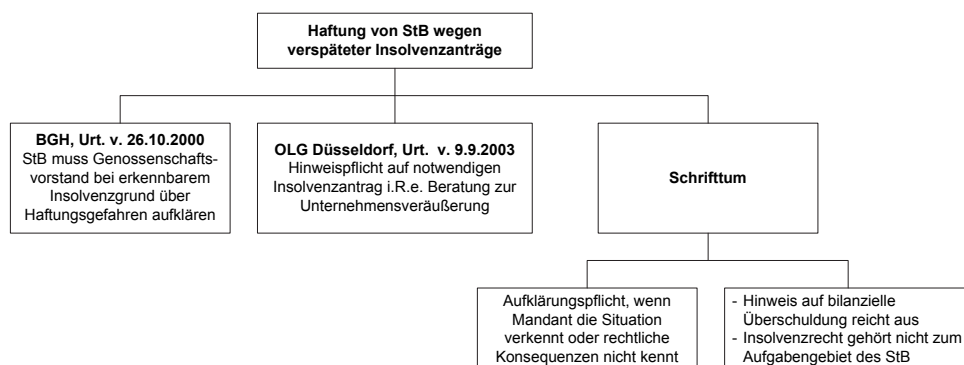 Haftung von StB wegen
verspäteter Insolvenzanträge
BGH, Urt. v. 26.10.2000
StB muss Genossenschafts-
vorstand bei erkennbarem
Insolvenzgrund über
Haftungsgefahren aufklären
OLG Düsseldorf, Urt. v. 9.9.2003
Hinweispflicht auf notwendigen
Insolvenzantrag i.R.e. Beratung zur
Unternehmensveräußerung
Schrifttum
Aufklärungspflicht, wenn
Mandant die Situation
verkennt oder rechtliche
Konsequenzen nicht kennt
- Hinweis auf bilanzielle
Überschuldung reicht aus
- Insolvenzrecht gehört nicht zum
Aufgabengebiet des StB